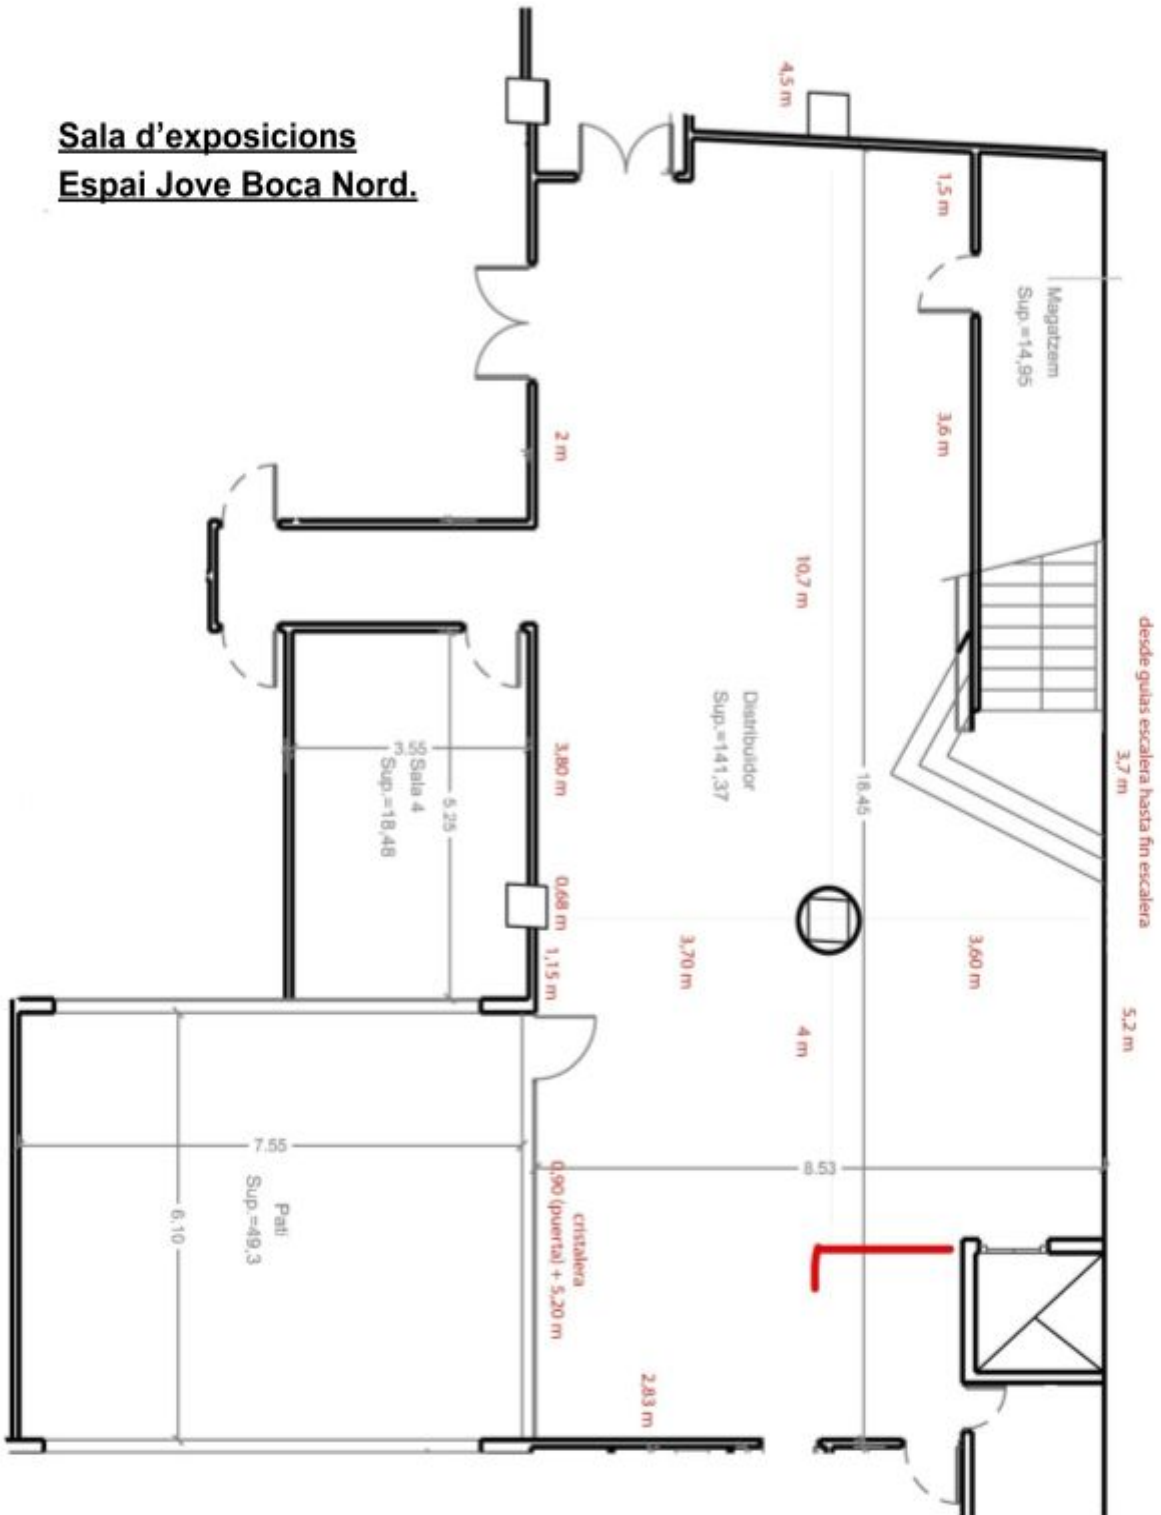 Sala d'exposicions
Espai Jove Boca Nord.
4,5 m
1,5 m
Magatzem
Sup.=14,95
2 m
3,6 m
10,7 m
desde guias escalera hasta fin escalera
3,7 m
Distribuidor
Sup.=141,37
18.45
3,80 m
3.55
Sala 4
Sup.=18,48
5.25
0,68 m
1,15 m
3,70 m
3,60 m
4 m
5,2 m
7.55
6.10
Pati
Sup.=49,3
8.53
cristalera
0,90 (puerta) + 5,20 m
2,83 m